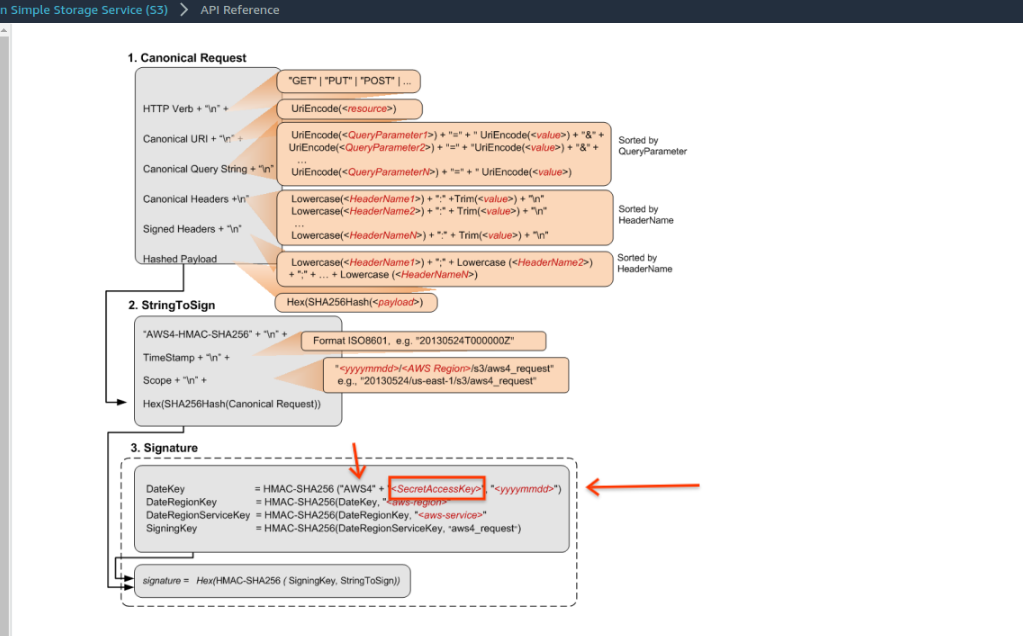 n Simple Storage Service (S3) > API Reference
1. Canonical Request
HTTP Verb + "\n" +
Canonical URI + "\n" +
Canonical Query String + "\n"
Canonical Headers +\n"
Signed Headers + "\n"
Hashed Payload
"GET" | "PUT" | "POST" | ...
UriEncode(<resource>)
UriEncode(<QueryParameter1>) + "=" + " UriEncode(<value>) + "&" +
UriEncode(<QueryParameter2>) + "=" + "UriEncode(<value>) + "&" +
...
UriEncode(<QueryParameterN>) + "=" + " UriEncode(<value>)
Sorted by
QueryParameter
Lowercase(<HeaderName1>) + ":" +Trim(<value>) + "\n"
Lowercase(<HeaderName2>) + ":" + Trim(<value>) + "\n"
...
Lowercase(<HeaderNameN>) + ":" + Trim(<value>) + "\n"
Sorted by
HeaderName
Lowercase(<HeaderName1>) + ";" + Lowercase (<HeaderName2>)
+ ";" + ... + Lowercase (<HeaderNameN>)
Sorted by
HeaderName
Hex(SHA256Hash(<payload>)
2. StringToSign
"AWS4-HMAC-SHA256" + "\n" +
TimeStamp + "\n" +
Scope + "\n" +
Hex(SHA256Hash(Canonical Request))
Format ISO8601, e.g. "20130524T000000Z"
"<yyyymmdd>/<AWS Region>/s3/aws4_request"
e.g., "20130524/us-east-1/s3/aws4_request"
3. Signature
DateKey = HMAC-SHA256 ("AWS4" + "<SecretAccessKey>", "<yyyymmdd>")
DateRegionKey = HMAC-SHA256(DateKey, "<aws-region>"
DateRegionServiceKey = HMAC-SHA256(DateRegionKey, "<aws-service>"
SigningKey = HMAC-SHA256(DateRegionServiceKey, "aws4_request")
signature = Hex(HMAC-SHA256 ( SigningKey, StringToSign))